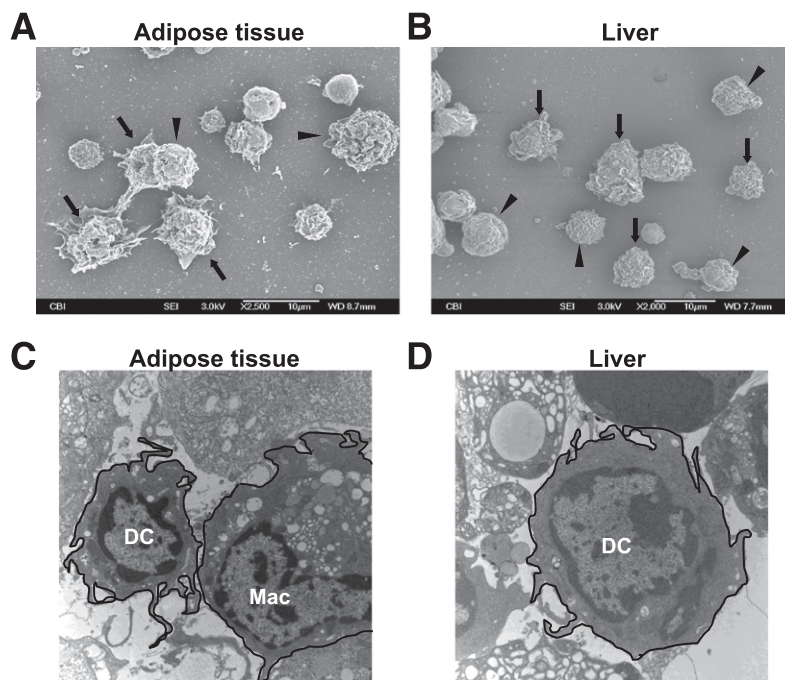 A Adipose tissue
B Liver
CBI SEI 3.0kV X2,500 10µm WD 8.7mm
CBI SEI 3.0kV X2,000 10µm WD 7.7mm
C Adipose tissue
D Liver
DC
Mac
DC